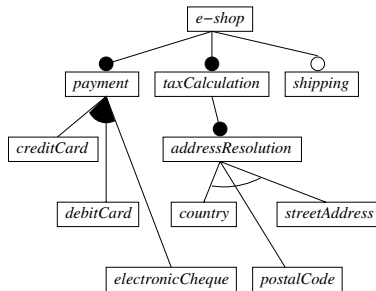 e−shop
payment
taxCalculation
shipping
creditCard
addressResolution
debitCard
country
streetAddress
electronicCheque
postalCode